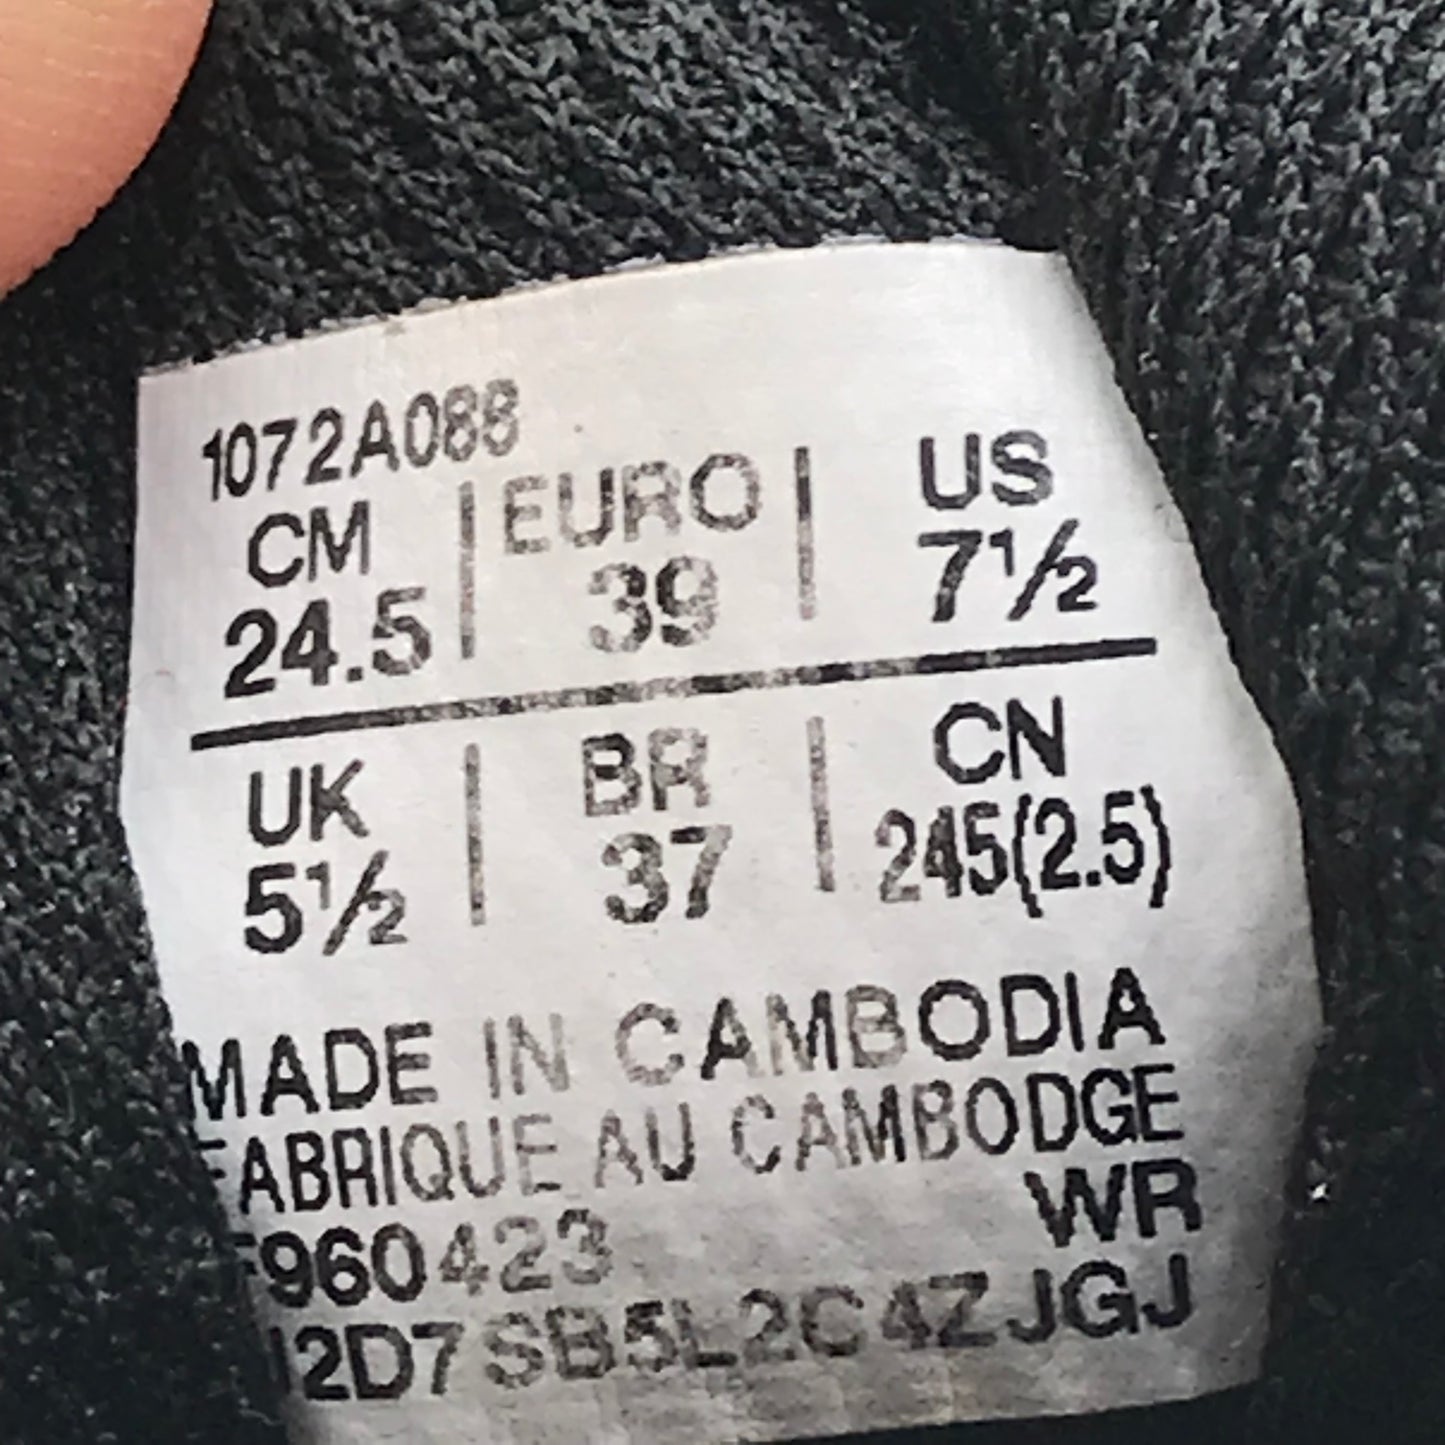 1072A088
CM | EURO | US
24.5 39 7½
UK | BR | CN
5½ 37 245(2.5)
MADE IN CAMBODIA
FABRIQUE AU CAMBODGE
F960423 WR